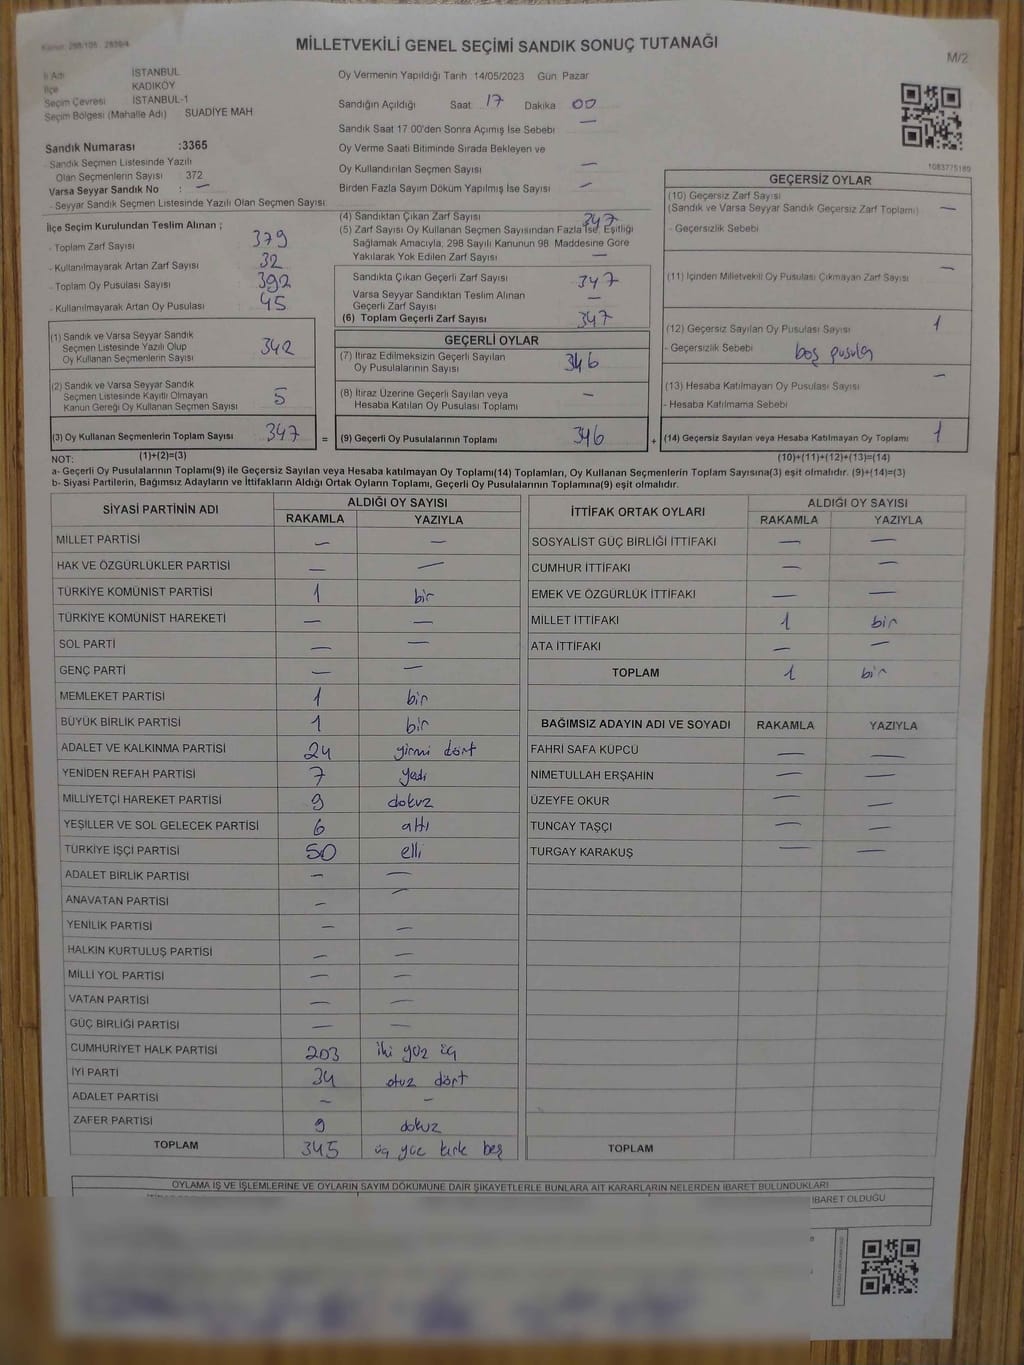 Kanun: 298/105 2839/4
MİLLETVEKİLİ GENEL SEÇİMİ SANDIK SONUÇ TUTANAĞI
M/2
İl Adı İSTANBUL
İlçe KADIKÖY
Seçim Çevresi İSTANBUL-1
Seçim Bölgesi (Mahalle Adı) SUADİYE MAH
Oy Vermenin Yapıldığı Tarih 14/05/2023 Gün Pazar
Sandığın Açıldığı Saat 17 Dakika 00
Sandık Saat 17 00'den Sonra Açımış İse Sebebi —
Oy Verme Saati Bitiminde Sırada Bekleyen ve
Oy Kullandırılan Seçmen Sayısı —
Birden Fazla Sayım Döküm Yapılmış İse Sayısı —
1083775189
Sandık Numarası :3365
- Sandık Seçmen Listesinde Yazılı
Olan Seçmenlerin Sayısı 372
Varsa Seyyar Sandık No : —
- Seyyar Sandık Seçmen Listesinde Yazılı Olan Seçmen Sayısı
İlçe Seçim Kurulundan Teslim Alınan ;
- Toplam Zarf Sayısı : 379
- Kullanılmayarak Artan Zarf Sayısı : 32
- Toplam Oy Pusulası Sayısı : 392
- Kullanılmayarak Artan Oy Pusulası : 45
(1) Sandık ve Varsa Seyyar Sandık
Seçmen Listesinde Yazılı Olup
Oy Kullanan Seçmenlerin Sayısı 342
(2) Sandık ve Varsa Seyyar Sandık
Seçmen Listesinde Kayıtlı Olmayan
Kanun Gereği Oy Kullanan Seçmen Sayısı 5
(3) Oy Kullanan Seçmenlerin Toplam Sayısı 347 =
(4) Sandıktan Çıkan Zarf Sayısı 347
(5) Zarf Sayısı Oy Kullanan Seçmen Sayısından Fazla İse, Eşitliği
Sağlamak Amacıyla, 298 Sayılı Kanunun 98 Maddesine Göre
Yakılarak Yok Edilen Zarf Sayısı —
Sandıkta Çıkan Geçerli Zarf Sayısı 347
Varsa Seyyar Sandıktan Teslim Alınan
Geçerli Zarf Sayısı —
(6) Toplam Geçerli Zarf Sayısı 347
GEÇERLİ OYLAR
(7) İtiraz Edilmeksizin Geçerli Sayılan
Oy Pusulalarının Sayısı 346
(8) İtiraz Üzerine Geçerli Sayılan veya
Hesaba Katılan Oy Pusulası Toplamı —
(9) Geçerli Oy Pusulalarının Toplamı 346 +
GEÇERSİZ OYLAR
(10) Geçersiz Zarf Sayısı
(Sandık ve Varsa Seyyar Sandık Geçersiz Zarf Toplamı) —
- Geçersizlik Sebebi
(11) İçinden Milletvekil Oy Pusulası Çıkmayan Zarf Sayısı —
(12) Geçersiz Sayılan Oy Pusulası Sayısı 1
- Geçersizlik Sebebi boş pusula
(13) Hesaba Katılmayan Oy Pusulası Sayısı —
- Hesaba Katılmama Sebebi
(14) Geçersiz Sayılan veya Hesaba Katılmayan Oy Toplamı 1
NOT: (1)+(2)=(3) (10)+(11)+(12)+(13)=(14)
a- Geçerli Oy Pusulalarının Toplamı(9) ile Geçersiz Sayılan veya Hesaba katılmayan Oy Toplamı(14) Toplamları, Oy Kullanan Seçmenlerin Toplam Sayısına(3) eşit olmalıdır. (9)+(14)=(3)
b- Siyasi Partilerin, Bağımsız Adayların ve İttifakların Aldığı Ortak Oyların Toplamı, Geçerli Oy Pusulalarının Toplamına(9) eşit olmalıdır.
SİYASİ PARTİNİN ADI ALDIĞI OY SAYISI
RAKAMLA YAZIYLA
MİLLET PARTİSİ — —
HAK VE ÖZGÜRLÜKLER PARTİSİ — —
TÜRKİYE KOMÜNİST PARTİSİ 1 bir
TÜRKİYE KOMÜNİST HAREKETİ — —
SOL PARTİ — —
GENÇ PARTİ — —
MEMLEKET PARTİSİ 1 bir
BÜYÜK BİRLİK PARTİSİ 1 bir
ADALET VE KALKINMA PARTİSİ 24 yirmi dört
YENİDEN REFAH PARTİSİ 7 yedi
MİLLİYETÇİ HAREKET PARTİSİ 9 dokuz
YEŞİLLER VE SOL GELECEK PARTİSİ 6 altı
TÜRKİYE İŞÇİ PARTİSİ 50 elli
ADALET BİRLİK PARTİSİ — —
ANAVATAN PARTİSİ — —
YENİLİK PARTİSİ — —
HALKIN KURTULUŞ PARTİSİ — —
MİLLİ YOL PARTİSİ — —
VATAN PARTİSİ — —
GÜÇ BİRLİĞİ PARTİSİ — —
CUMHURİYET HALK PARTİSİ 203 iki yüz üç
İYİ PARTİ 34 otuz dört
ADALET PARTİSİ — —
ZAFER PARTİSİ 9 dokuz
TOPLAM 345 üç yüz kırk beş
İTTİFAK ORTAK OYLARI ALDIĞI OY SAYISI
RAKAMLA YAZIYLA
SOSYALİST GÜÇ BİRLİĞİ İTTİFAKI — —
CUMHUR İTTİFAKI — —
EMEK VE ÖZGÜRLÜK İTTİFAKI — —
MİLLET İTTİFAKI 1 bir
ATA İTTİFAKI — —
TOPLAM 1 bir
BAĞIMSIZ ADAYIN ADI VE SOYADI RAKAMLA YAZIYLA
FAHRİ SAFA KÜPCÜ — —
NİMETULLAH ERŞAHİN — —
ÜZEYFE OKUR — —
TUNCAY TAŞÇI — —
TURGAY KARAKUŞ — —
TOPLAM
OYLAMA İŞ VE İŞLEMLERİNE VE OYLARIN SAYIM DÖKÜMÜNE DAİR ŞİKAYETLERLE BUNLARA AİT KARARLARIN NELERDEN İBARET BULUNDUKLARI
İBARET OLDUĞU